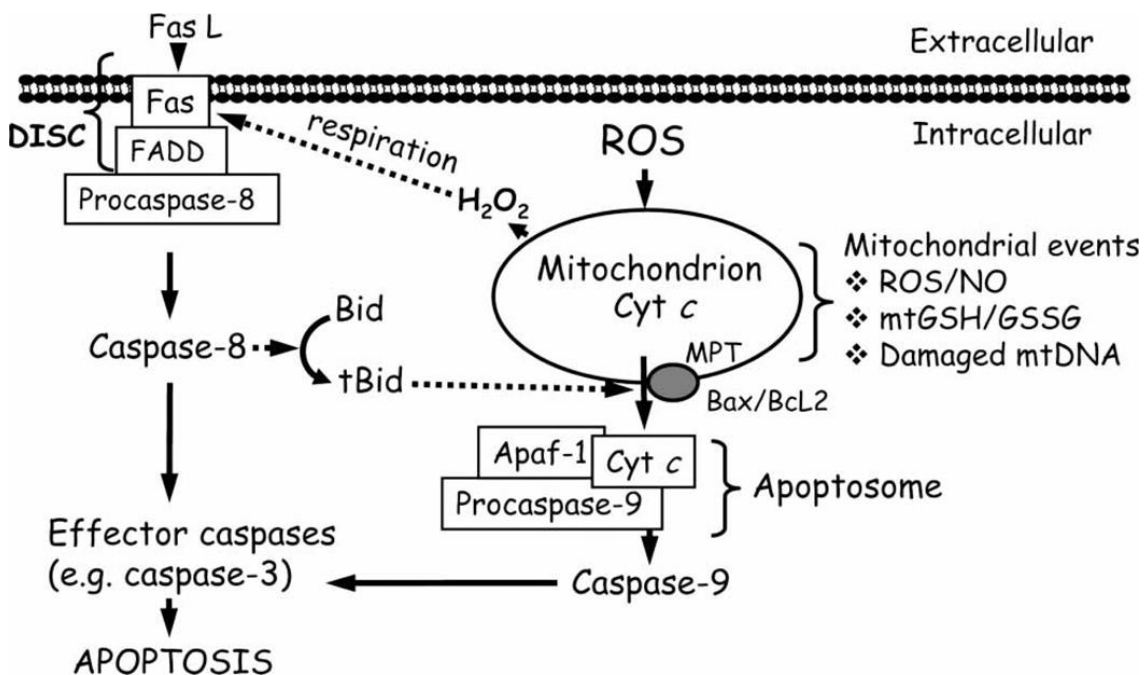 Fas L
Extracellular
Fas
DISC
FADD
Procaspase-8
respiration
H₂O₂
ROS
Intracellular
Mitochondrion
Cyt c
Mitochondrial events
❖ ROS/NO
❖ mtGSH/GSSG
❖ Damaged mtDNA
Caspase-8
Bid
tBid
MPT
Bax/BcL2
Apaf-1
Cyt c
Procaspase-9
Apoptosome
Effector caspases
(e.g. caspase-3)
Caspase-9
APOPTOSIS